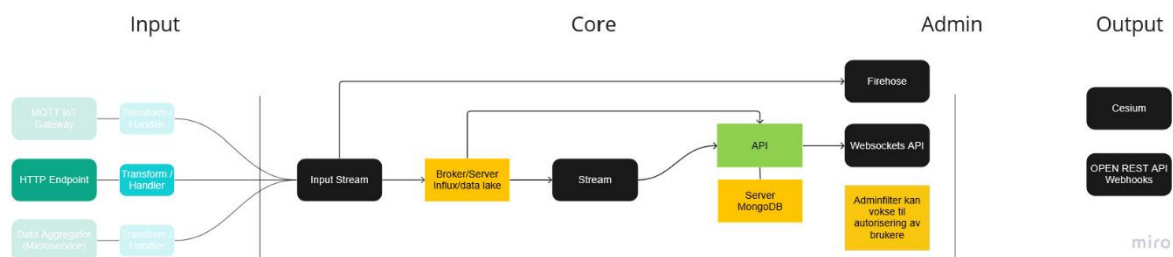 Input
Core
Admin
Output
MQTT IoT
Gateway
Transform /
Handler
HTTP Endpoint
Transform /
Handler
Data Aggregator
(Microservice)
Transform /
Handler
Input Stream
Broker/Server
Influx/data lake
Stream
API
Server
MongoDB
Firehose
Websockets API
Adminfilter kan
vokse til
autorisering av
brukere
Cesium
OPEN REST API
Webhooks
miro